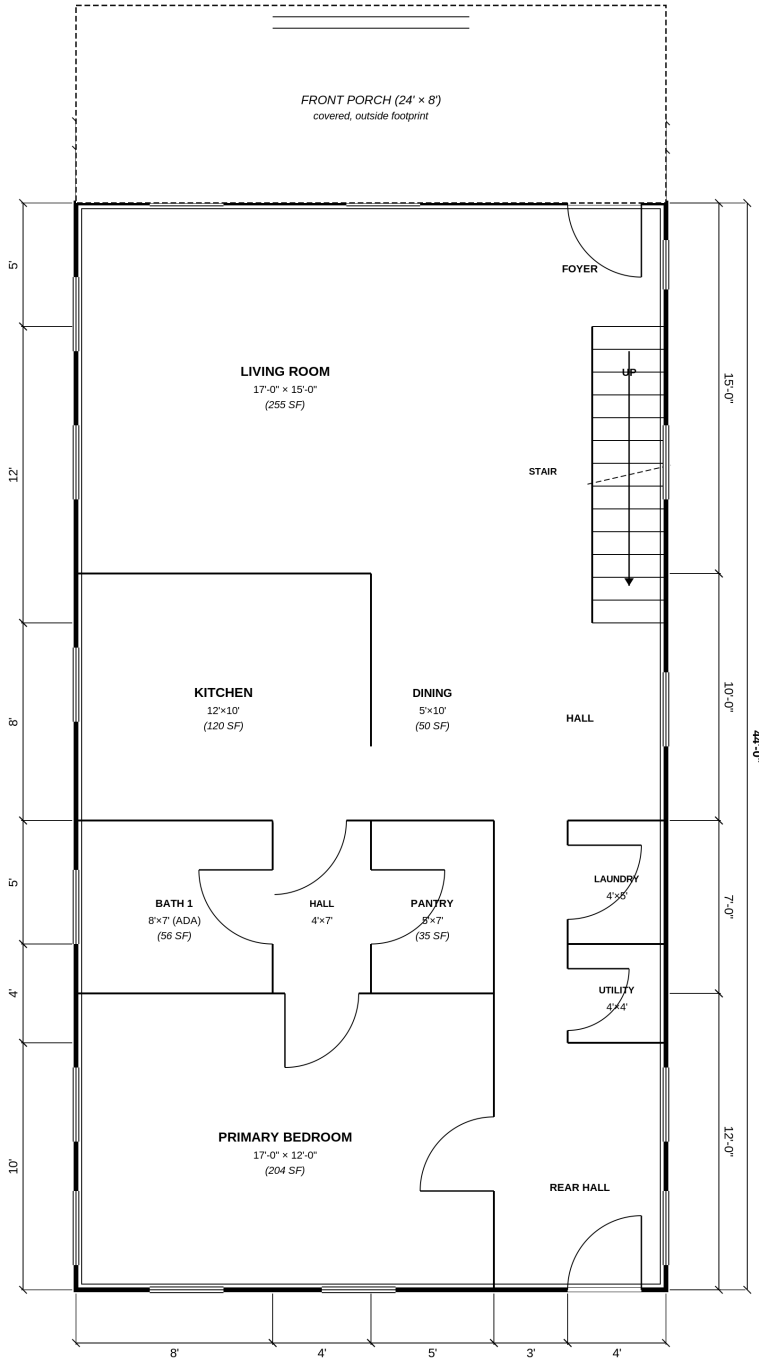 FRONT PORCH (24' × 8')
covered, outside footprint
5'
FOYER
LIVING ROOM
17'-0" × 15'-0"
(255 SF)
UP
15'-0"
12'
STAIR
KITCHEN
12'×10'
(120 SF)
DINING
5'×10'
(50 SF)
HALL
10'-0"
8'
44'-0"
BATH 1
8'×7' (ADA)
(56 SF)
HALL
4'×7'
PANTRY
5'×7'
(35 SF)
LAUNDRY
4'×5'
5'
7'-0"
UTILITY
4'×4'
4'
PRIMARY BEDROOM
17'-0" × 12'-0"
(204 SF)
12'-0"
10'
REAR HALL
8'
4'
5'
3'
4'